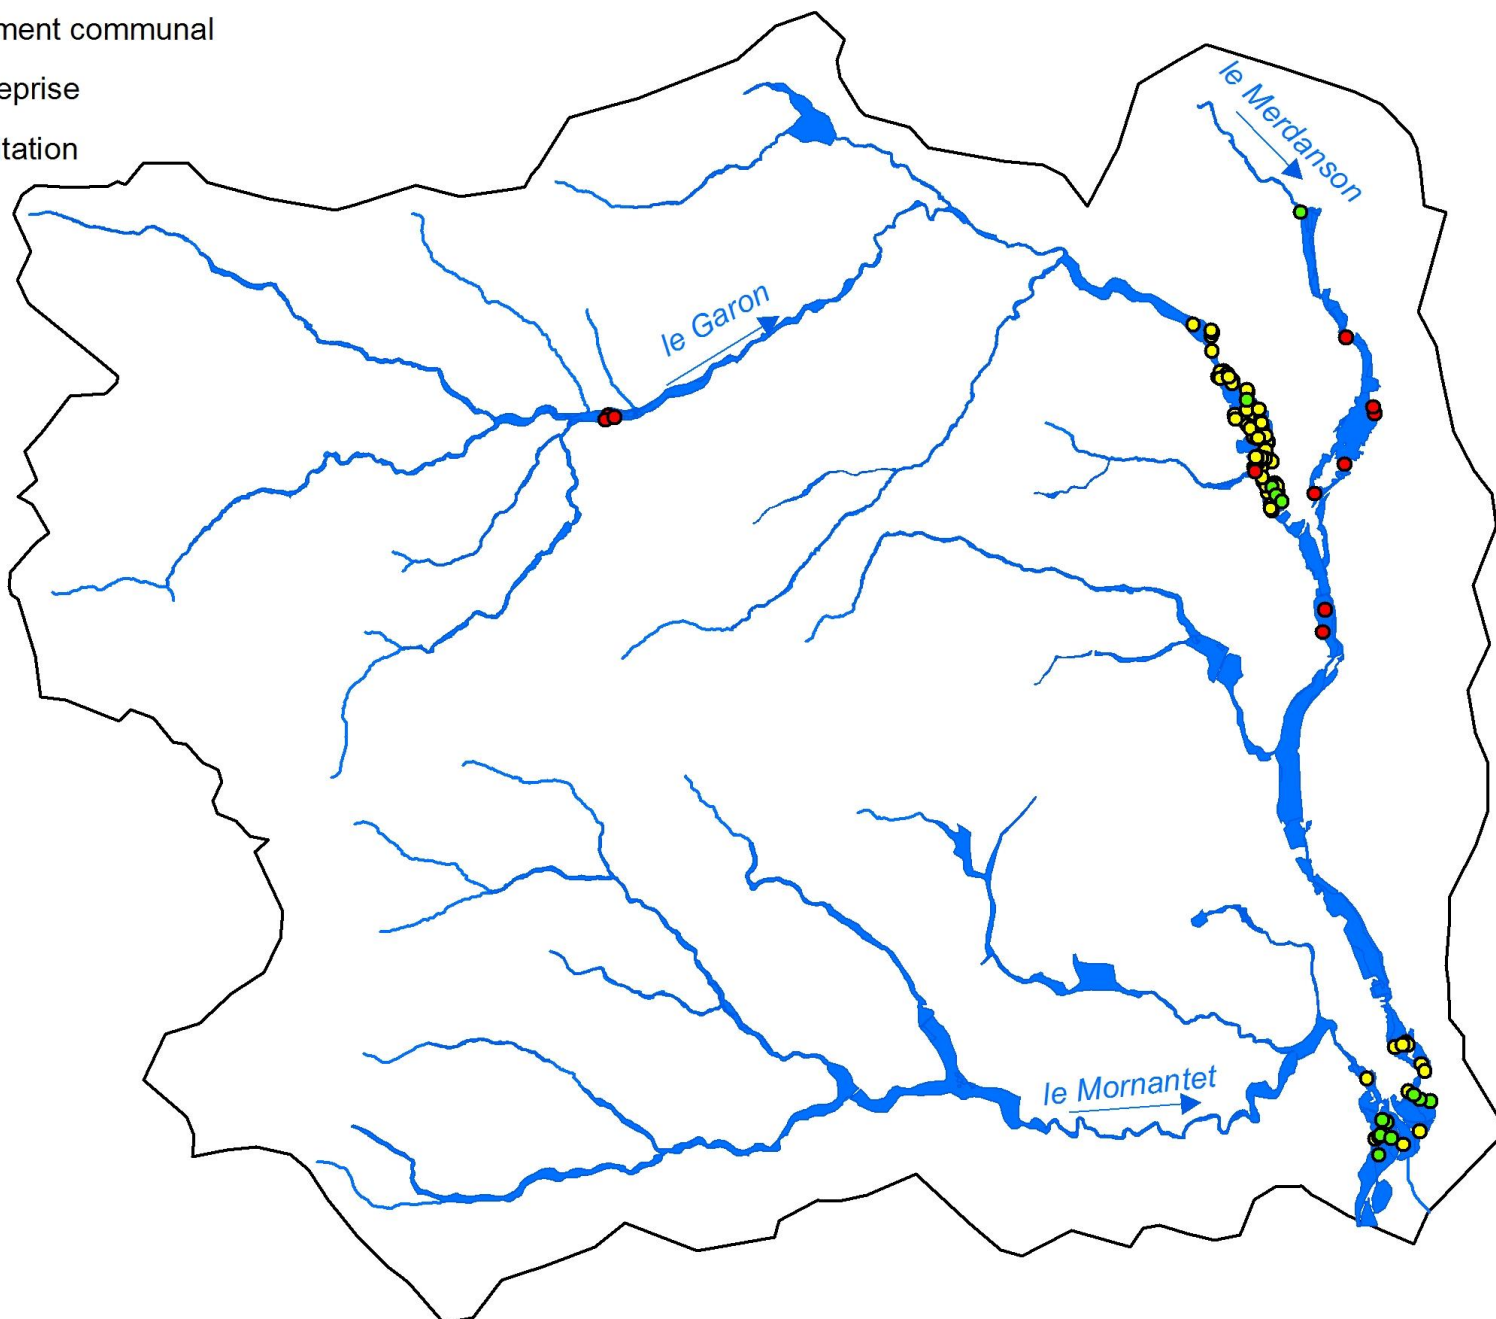 ment communal
eprise
tation
le Merdanson
le Garon
le Mornantet